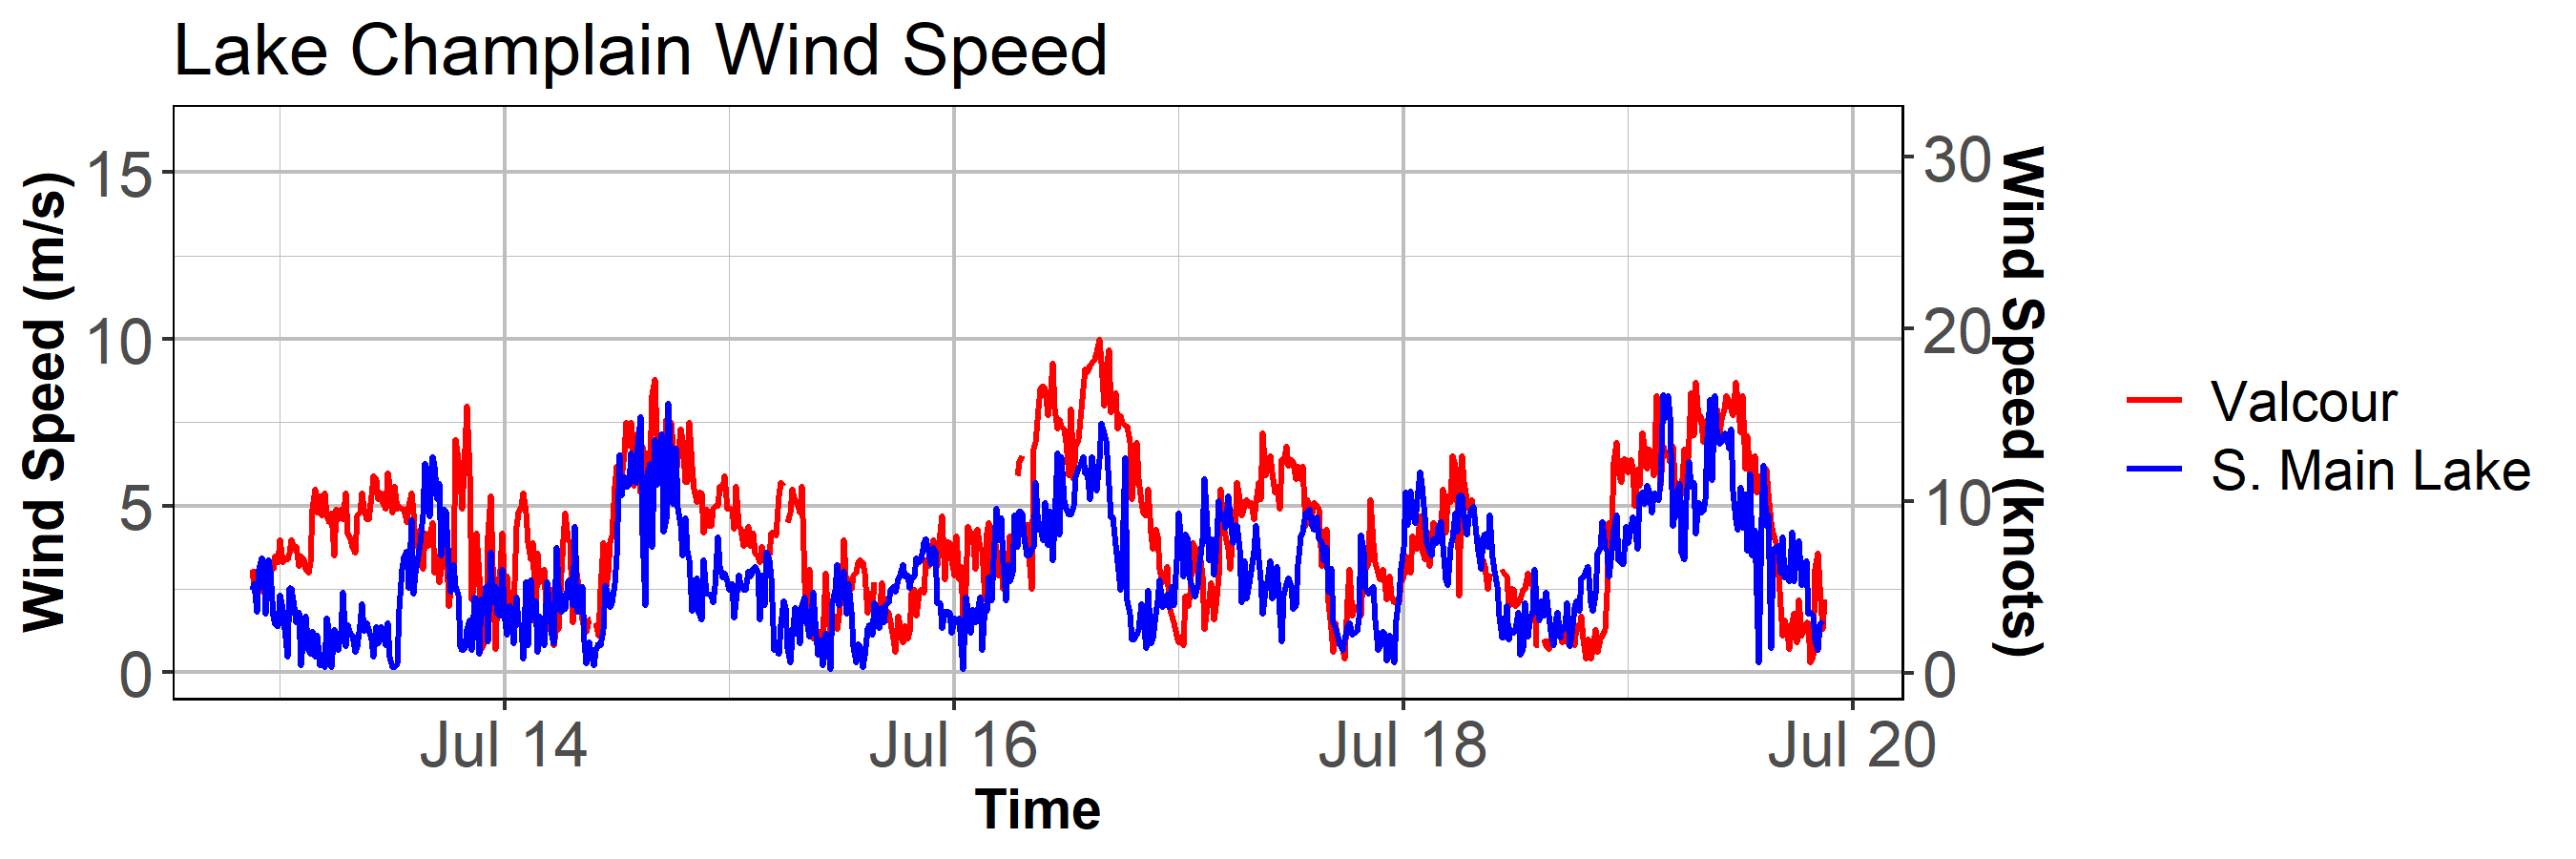 Lake Champlain Wind Speed
Wind Speed (m/s)
15
10
5
0
30
20
10
0
Wind Speed (knots)
Jul 14
Jul 16
Jul 18
Jul 20
Time
Valcour
S. Main Lake